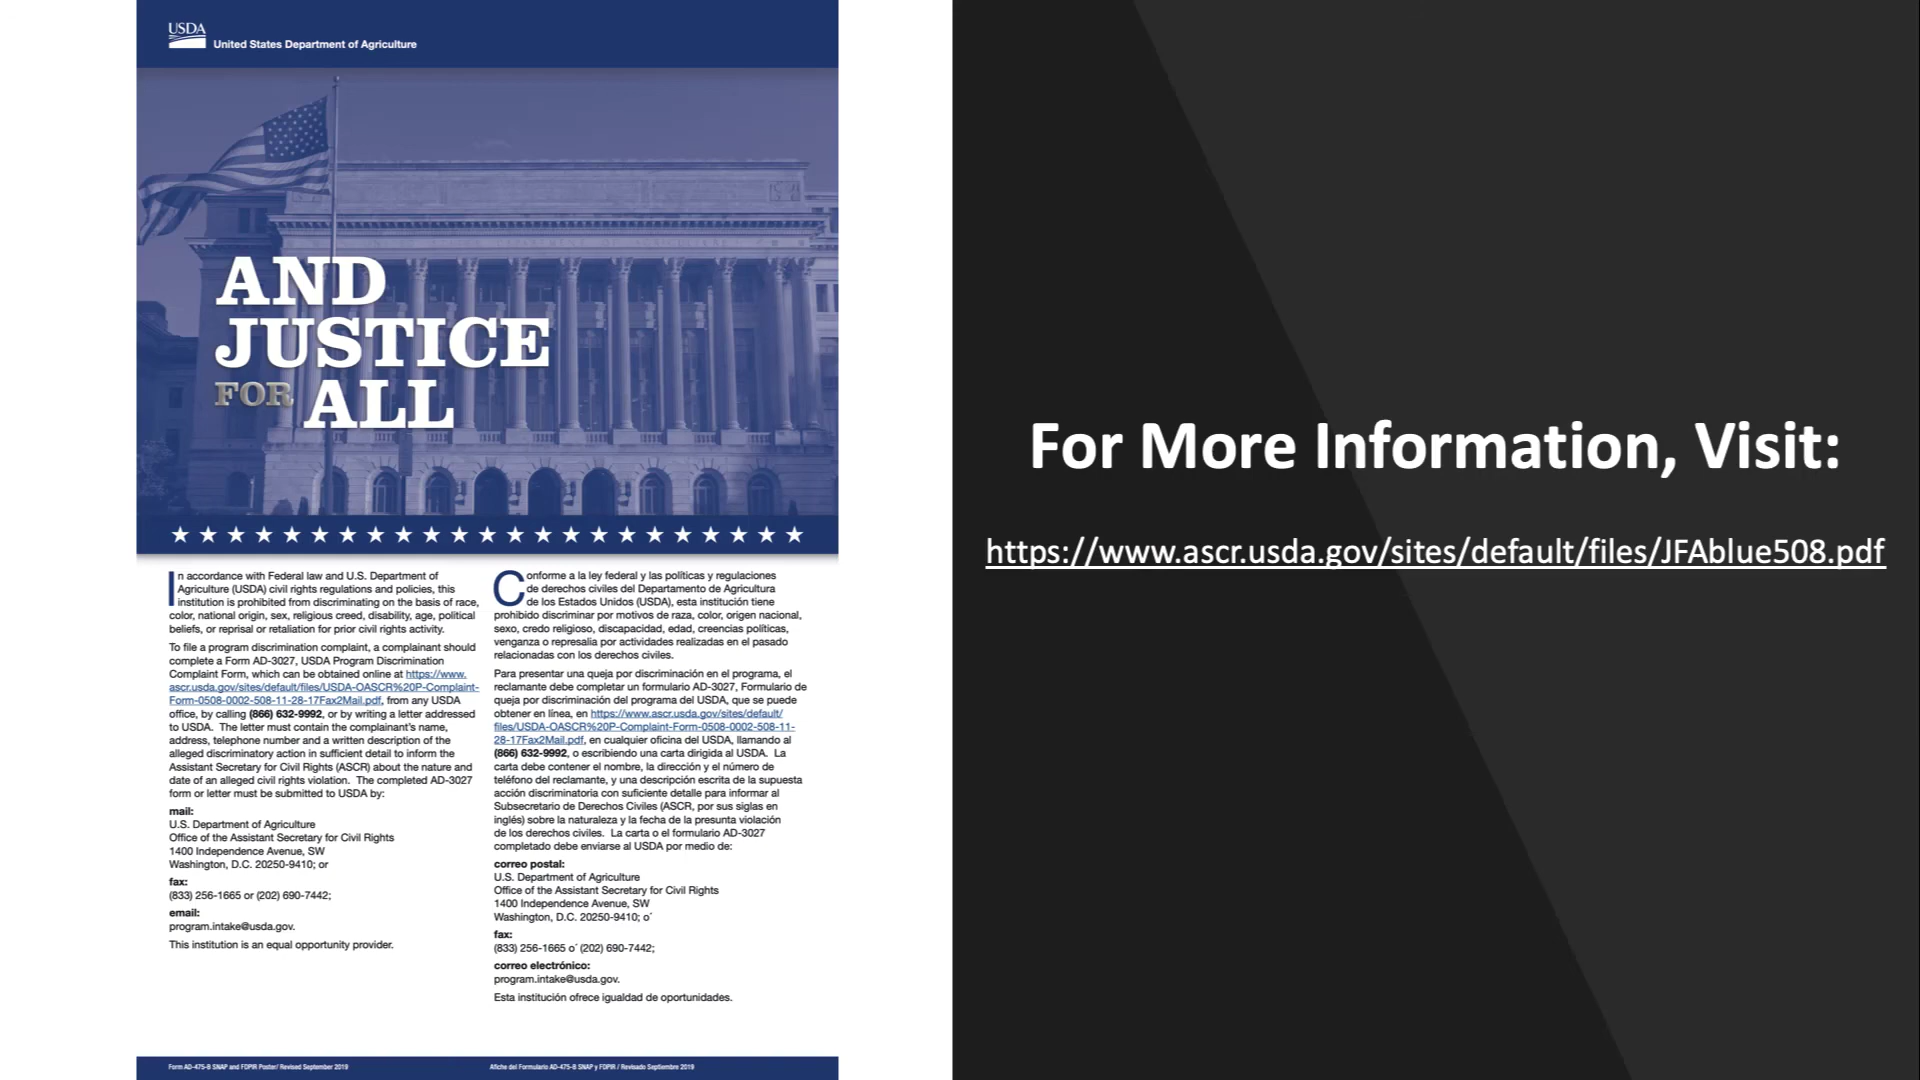 USDA
United States Department of Agriculture
AND
JUSTICE
FOR ALL
In accordance with Federal law and U.S. Department of
Agriculture (USDA) civil rights regulations and policies, this
institution is prohibited from discriminating on the basis of race,
color, national origin, sex, religious creed, disability, age, political
beliefs, or reprisal or retaliation for prior civil rights activity.
To file a program discrimination complaint, a complainant should
complete a Form AD-3027, USDA Program Discrimination
Complaint Form, which can be obtained online at https://www.
ascr.usda.gov/sites/default/files/USDA-OASCR%20P-Complaint-
Form-0508-0002-508-11-28-17Fax2Mail.pdf, from any USDA
office, by calling (866) 632-9992, or by writing a letter addressed
to USDA. The letter must contain the complainant's name,
address, telephone number and a written description of the
alleged discriminatory action in sufficient detail to inform the
Assistant Secretary for Civil Rights (ASCR) about the nature and
date of an alleged civil rights violation. The completed AD-3027
form or letter must be submitted to USDA by:
mail:
U.S. Department of Agriculture
Office of the Assistant Secretary for Civil Rights
1400 Independence Avenue, SW
Washington, D.C. 20250-9410; or
fax:
(833) 256-1665 or (202) 690-7442;
email:
program.intake@usda.gov.
This institution is an equal opportunity provider.
Conforme a la ley federal y las políticas y regulaciones
de derechos civiles del Departamento de Agricultura
de los Estados Unidos (USDA), esta institución tiene
prohibido discriminar por motivos de raza, color, origen nacional,
sexo, credo religioso, discapacidad, edad, creencias políticas,
venganza o represalia por actividades realizadas en el pasado
relacionadas con los derechos civiles.
Para presentar una queja por discriminación en el programa, el
reclamante debe completar un formulario AD-3027, Formulario de
queja por discriminación del programa del USDA, que se puede
obtener en línea, en https://www.ascr.usda.gov/sites/default/
files/USDA-OASCR%20P-Complaint-Form-0508-0002-508-11-
28-17Fax2Mail.pdf, en cualquier oficina del USDA, llamando al
(866) 632-9992, o escribiendo una carta dirigida al USDA. La
carta debe contener el nombre, la dirección y el número de
teléfono del reclamante, y una descripción escrita de la supuesta
acción discriminatoria con suficiente detalle para informar al
Subsecretario de Derechos Civiles (ASCR, por sus siglas en
inglés) sobre la naturaleza y la fecha de la presunta violación
de los derechos civiles. La carta o el formulario AD-3027
completado debe enviarse al USDA por medio de:
correo postal:
U.S. Department of Agriculture
Office of the Assistant Secretary for Civil Rights
1400 Independence Avenue, SW
Washington, D.C. 20250-9410; o´
fax:
(833) 256-1665 o´ (202) 690-7442;
correo electrónico:
program.intake@usda.gov.
Esta institución ofrece igualdad de oportunidades.
Form AD-475-B SNAP and FDPIR Poster/ Revised September 2019
Afiche del Formulario AD-475-B SNAP y FDPIR / Revisado Septiembre 2019
For More Information, Visit:
https://www.ascr.usda.gov/sites/default/files/JFAblue508.pdf